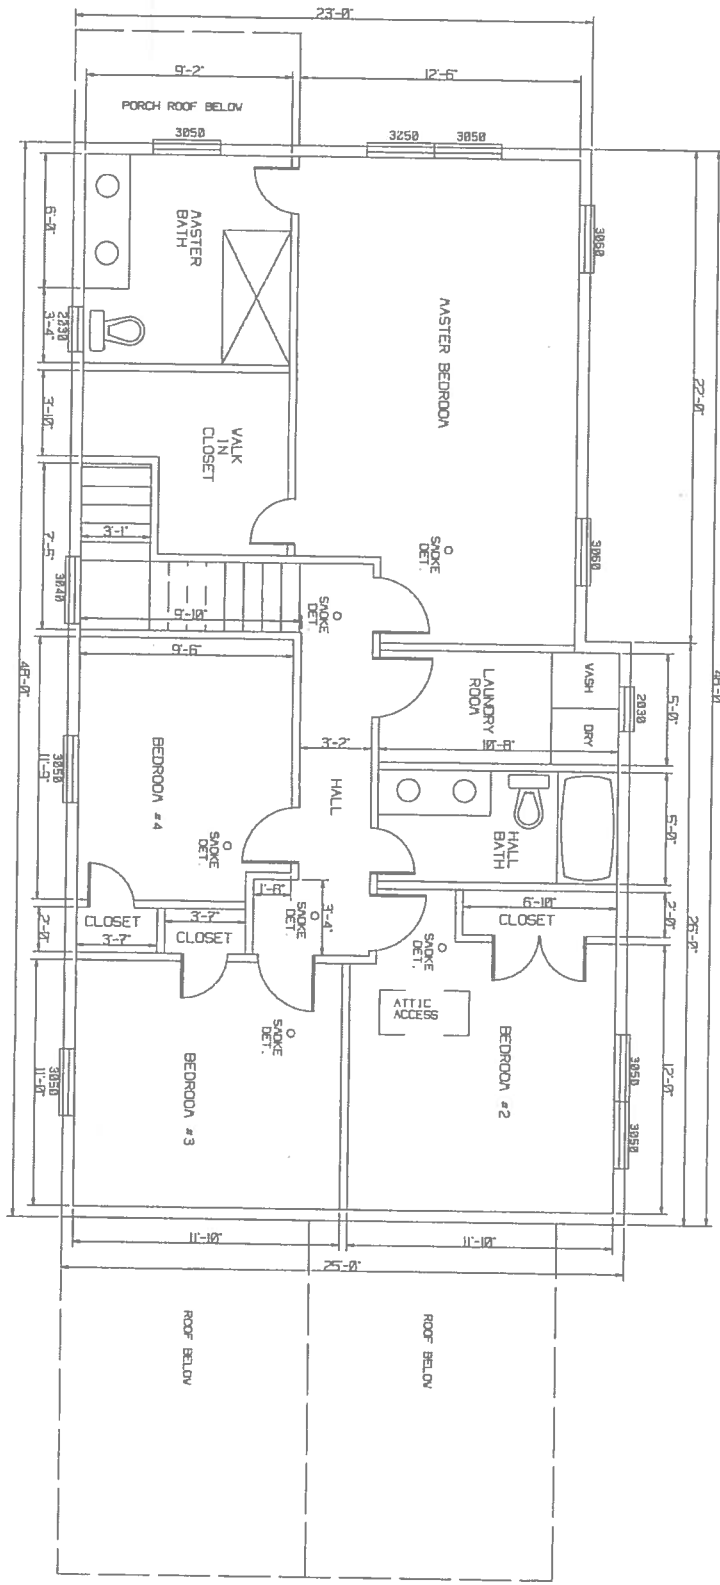 23'-0"
9'-2"
12'-6"
PORCH ROOF BELOW
3050
3250
3050
6'-0"
MASTER
BATH
3060
2030
3'-4"
MASTER BEDROOM
22'-0"
3'-10"
WALK
IN
CLOSET
3'-1"
7'-5"
SMOKE
DET.
3060
3040
9'-10"
SMOKE
DET.
48'-0"
9'-6"
LAUNDRY
ROOM
WASH
DRY
2030
5'-0"
48'-0"
11'-9"
3050
BEDROOM #4
3'-7"
10'-8"
HALL
SMOKE
DET.
HALL
BATH
5'-0"
1'-8"
3'-4"
6'-10"
CLOSET
2'-0"
26'-0"
CLOSET
3'-7"
3'-7"
CLOSET
2'-0"
SMOKE
DET.
SMOKE
DET.
ATTIC
ACCESS
SMOKE
DET.
BEDROOM #3
BEDROOM #2
3050
11'-0"
3050
3050
12'-0"
11'-10"
11'-10"
25'-0"
ROOF BELOW
ROOF BELOW